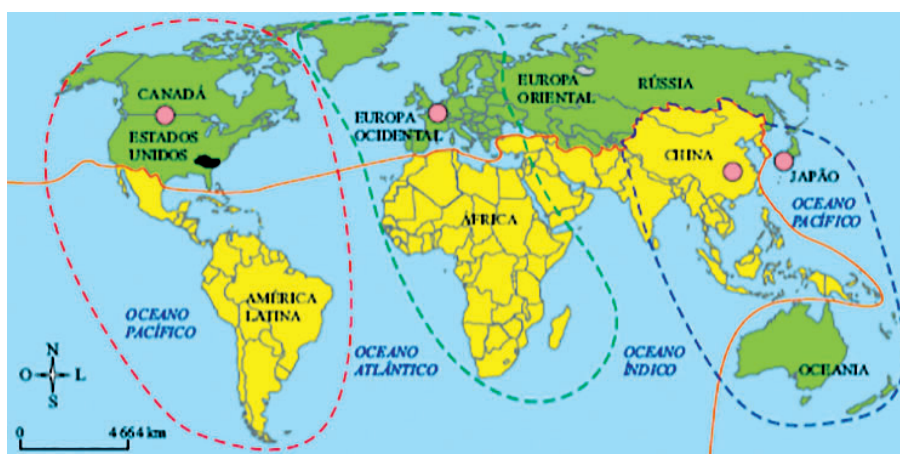 CANADÁ
ESTADOS
UNIDOS
EUROPA
OCIDENTAL
EUROPA
ORIENTAL
RÚSSIA
CHINA
JAPÃO
OCEANO
PACÍFICO
ÁFRICA
AMÉRICA
LATINA
OCEANO
PACÍFICO
OCEANO
ATLÂNTICO
OCEANO
ÍNDICO
OCEANIA
N
O
L
S
0
4 664 km